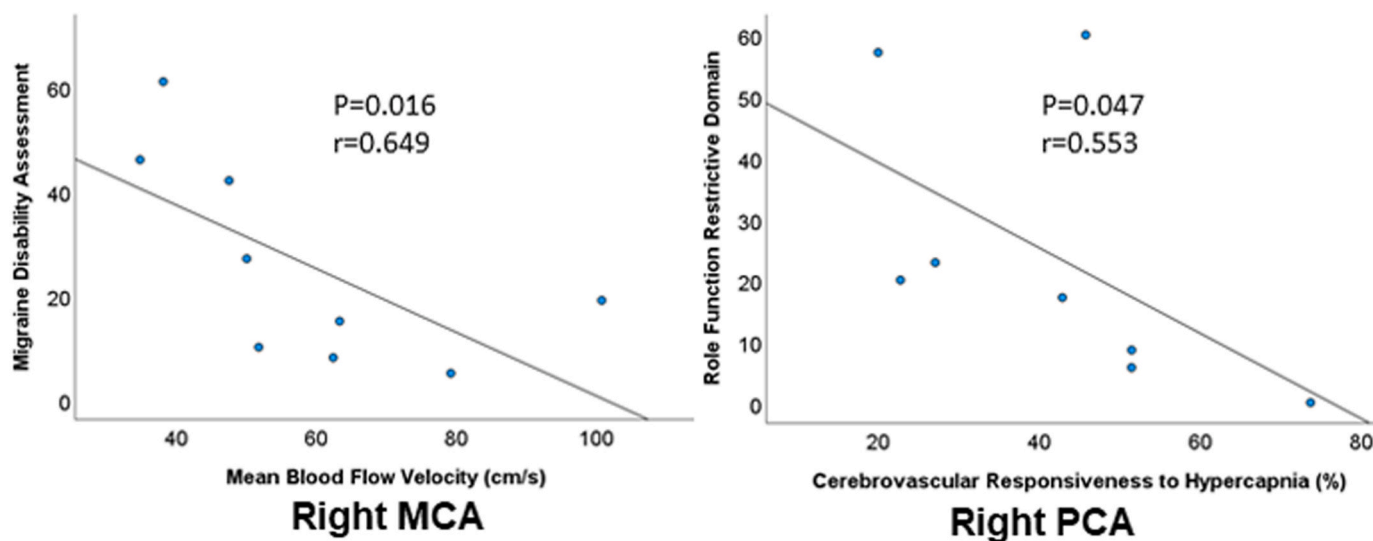 Migraine Disability Assessment
60
40
20
0
P=0.016
r=0.649
40 60 80 100
Mean Blood Flow Velocity (cm/s)
Right MCA
Role Function Restrictive Domain
60
50
40
30
20
10
0
P=0.047
r=0.553
20 40 60 80
Cerebrovascular Responsiveness to Hypercapnia (%)
Right PCA